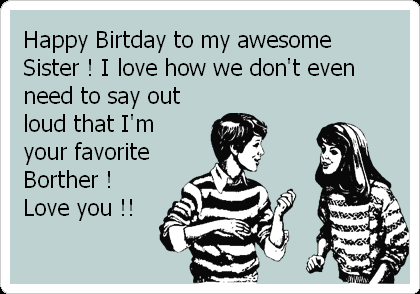 Happy Birtday to my awesome
Sister ! I love how we don't even
need to say out
loud that I'm
your favorite
Borther !
Love you !!